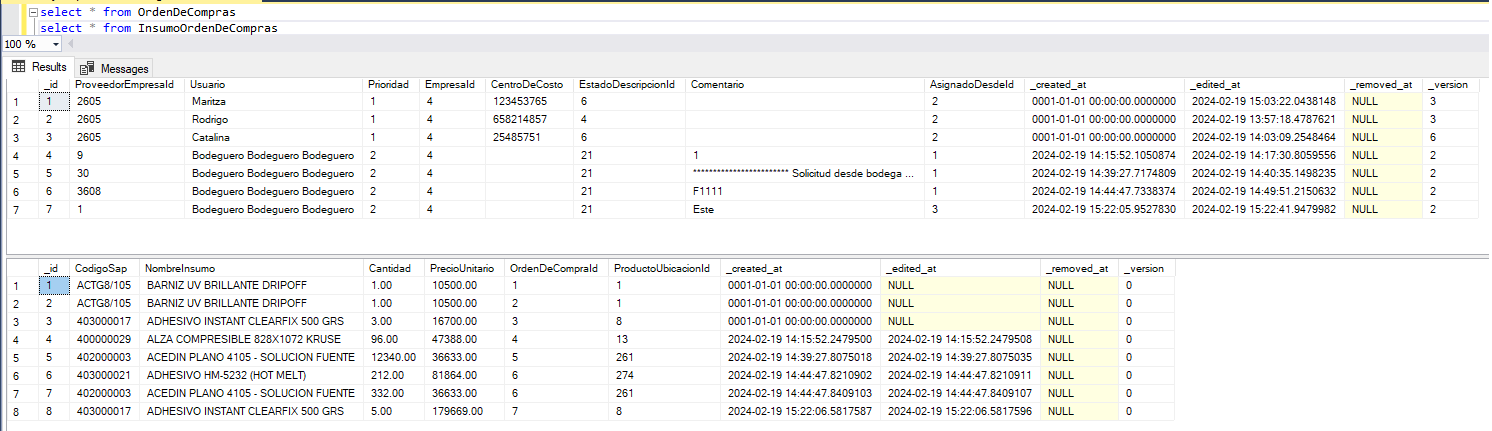 select * from OrdenDeCompras
select * from InsumoOrdenDeCompras
100 %
Results Messages
_id ProveedorEmpresaId Usuario Prioridad EmpresaId CentroDeCosto EstadoDescripcionId Comentario AsignadoDesdeId _created_at _edited_at _removed_at _version
1 1 2605 Maritza 1 4 123453765 6 2 0001-01-01 00:00:00.0000000 2024-02-19 15:03:22.0438148 NULL 3
2 2 2605 Rodrigo 1 4 658214857 4 2 0001-01-01 00:00:00.0000000 2024-02-19 13:57:18.4787621 NULL 3
3 3 2605 Catalina 1 4 25485751 6 2 0001-01-01 00:00:00.0000000 2024-02-19 14:03:09.2548464 NULL 6
4 4 9 Bodeguero Bodeguero Bodeguero 2 4 21 1 1 2024-02-19 14:15:52.1050874 2024-02-19 14:17:30.8059556 NULL 2
5 5 30 Bodeguero Bodeguero Bodeguero 2 4 21 *********************** Solicitud desde bodega ... 1 2024-02-19 14:39:27.7174809 2024-02-19 14:40:35.1498235 NULL 2
6 6 3608 Bodeguero Bodeguero Bodeguero 2 4 21 F1111 1 2024-02-19 14:44:47.7338374 2024-02-19 14:49:51.2150632 NULL 2
7 7 1 Bodeguero Bodeguero Bodeguero 2 4 21 Este 3 2024-02-19 15:22:05.9527830 2024-02-19 15:22:41.9479982 NULL 2
_id CodigoSap NombreInsumo Cantidad PrecioUnitario OrdenDeCompraId ProductoUbicacionId _created_at _edited_at _removed_at _version
1 1 ACTG8/105 BARNIZ UV BRILLANTE DRIPOFF 1.00 10500.00 1 1 0001-01-01 00:00:00.0000000 NULL NULL 0
2 2 ACTG8/105 BARNIZ UV BRILLANTE DRIPOFF 1.00 10500.00 2 1 0001-01-01 00:00:00.0000000 NULL NULL 0
3 3 403000017 ADHESIVO INSTANT CLEARFIX 500 GRS 3.00 16700.00 3 8 0001-01-01 00:00:00.0000000 NULL NULL 0
4 4 400000029 ALZA COMPRESIBLE 828X1072 KRUSE 96.00 47388.00 4 13 2024-02-19 14:15:52.2479500 2024-02-19 14:15:52.2479508 NULL 0
5 5 402000003 ACEDIN PLANO 4105 - SOLUCION FUENTE 12340.00 36633.00 5 261 2024-02-19 14:39:27.8075018 2024-02-19 14:39:27.8075035 NULL 0
6 6 403000021 ADHESIVO HM-5232 (HOT MELT) 212.00 81864.00 6 274 2024-02-19 14:44:47.8210902 2024-02-19 14:44:47.8210911 NULL 0
7 7 402000003 ACEDIN PLANO 4105 - SOLUCION FUENTE 332.00 36633.00 6 261 2024-02-19 14:44:47.8409103 2024-02-19 14:44:47.8409107 NULL 0
8 8 403000017 ADHESIVO INSTANT CLEARFIX 500 GRS 5.00 179669.00 7 8 2024-02-19 15:22:06.5817587 2024-02-19 15:22:06.5817596 NULL 0